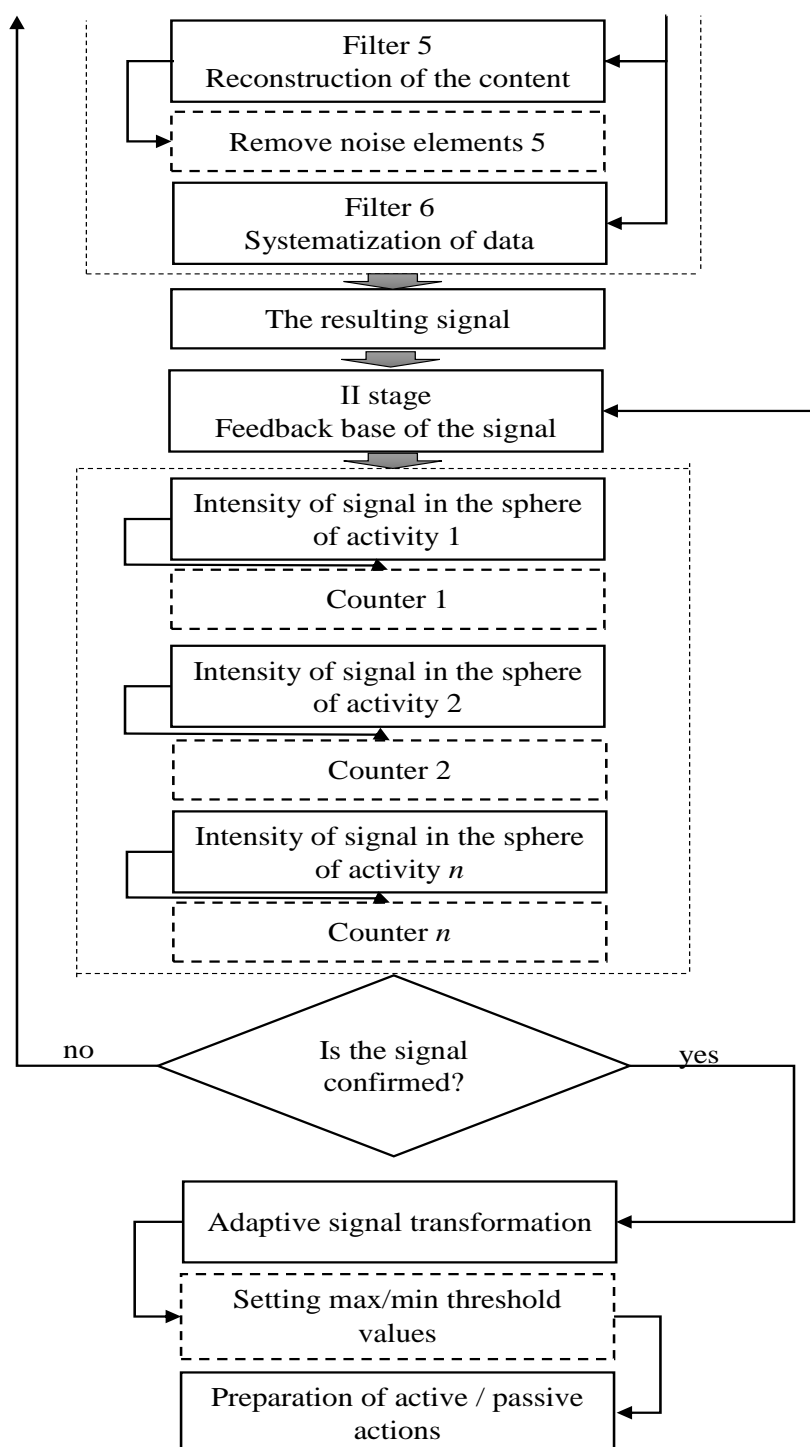 Filter 5
Reconstruction of the content
Remove noise elements 5
Filter 6
Systematization of data
The resulting signal
II stage
Feedback base of the signal
Intensity of signal in the sphere
of activity 1
Counter 1
Intensity of signal in the sphere
of activity 2
Counter 2
Intensity of signal in the sphere
of activity n
Counter n
no
Is the signal
confirmed?
yes
Adaptive signal transformation
Setting max/min threshold
values
Preparation of active / passive
actions